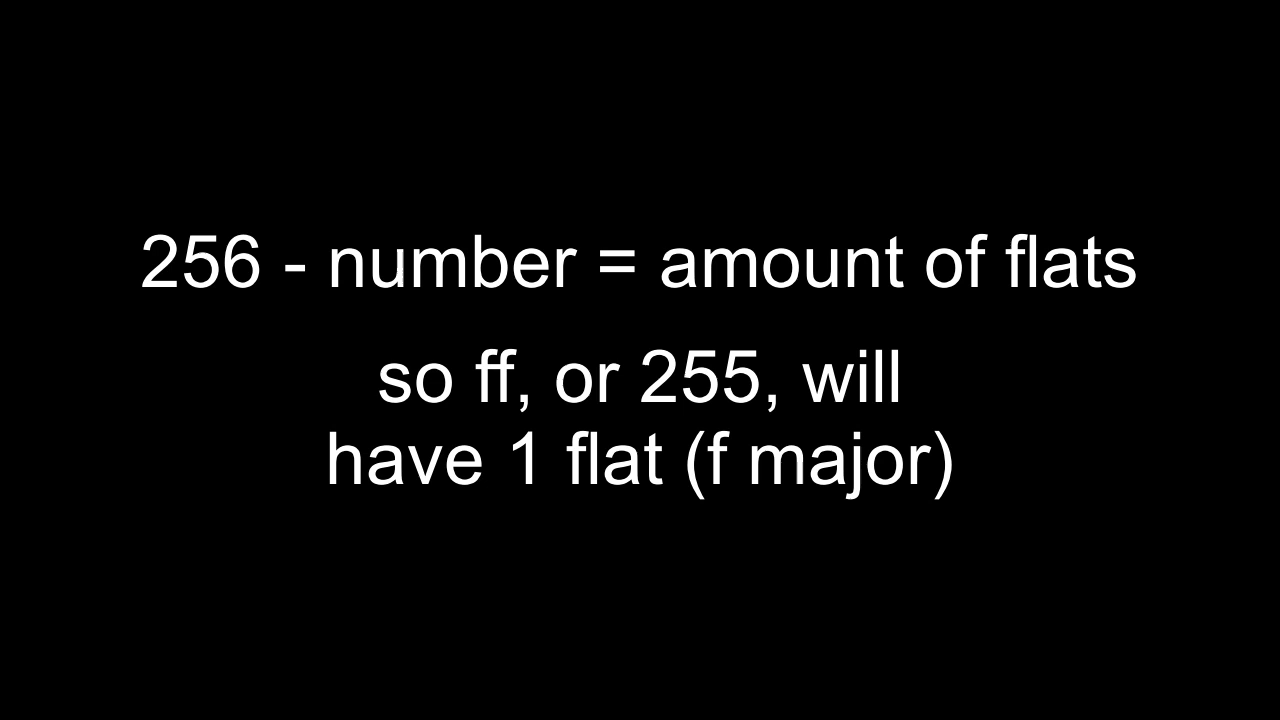 256 - number = amount of flats
so ff, or 255, will
have 1 flat (f major)